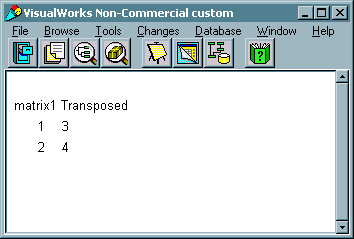 VisualWorks Non-Commercial custom
File Browse Tools Changes Database Window Help
matrix1 Transposed
1 3
2 4